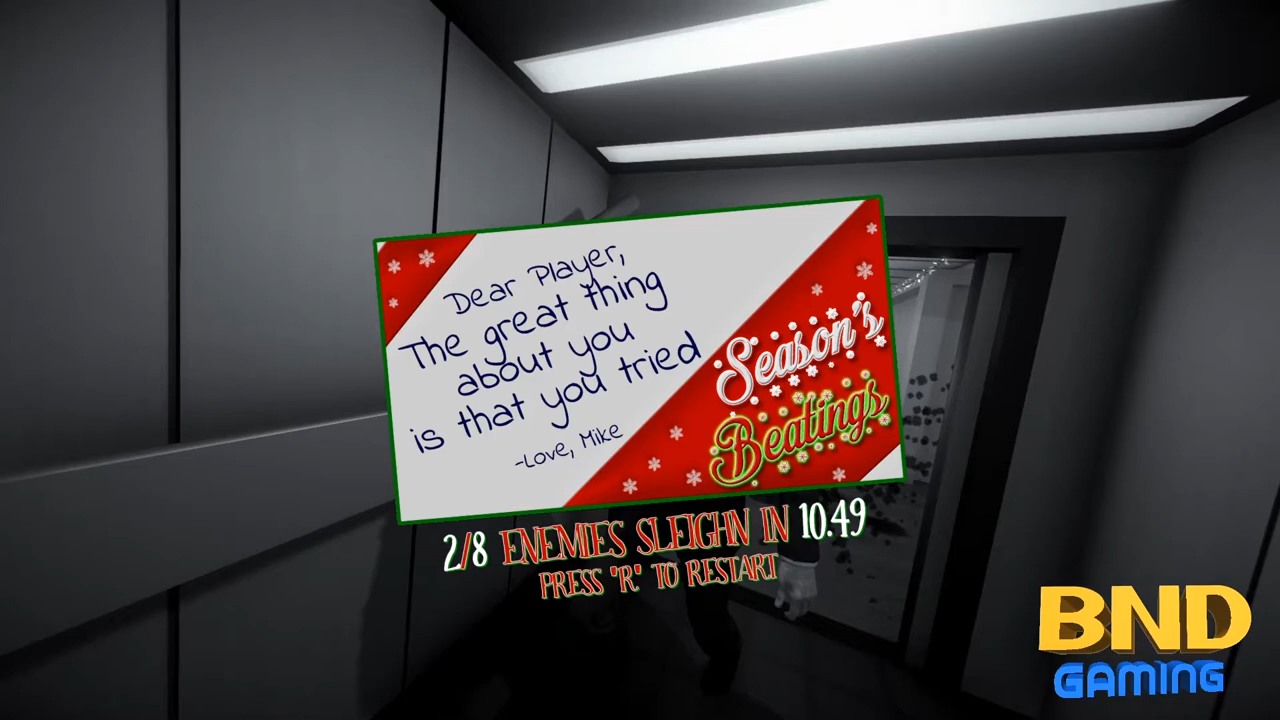 Dear Player,
The great thing
about you
is that you tried
-Love, Mike
Season's
Beatings
2/8 ENEMIES SLEIGHN IN 10.49
PRESS "R" TO RESTART
BND
GAMING